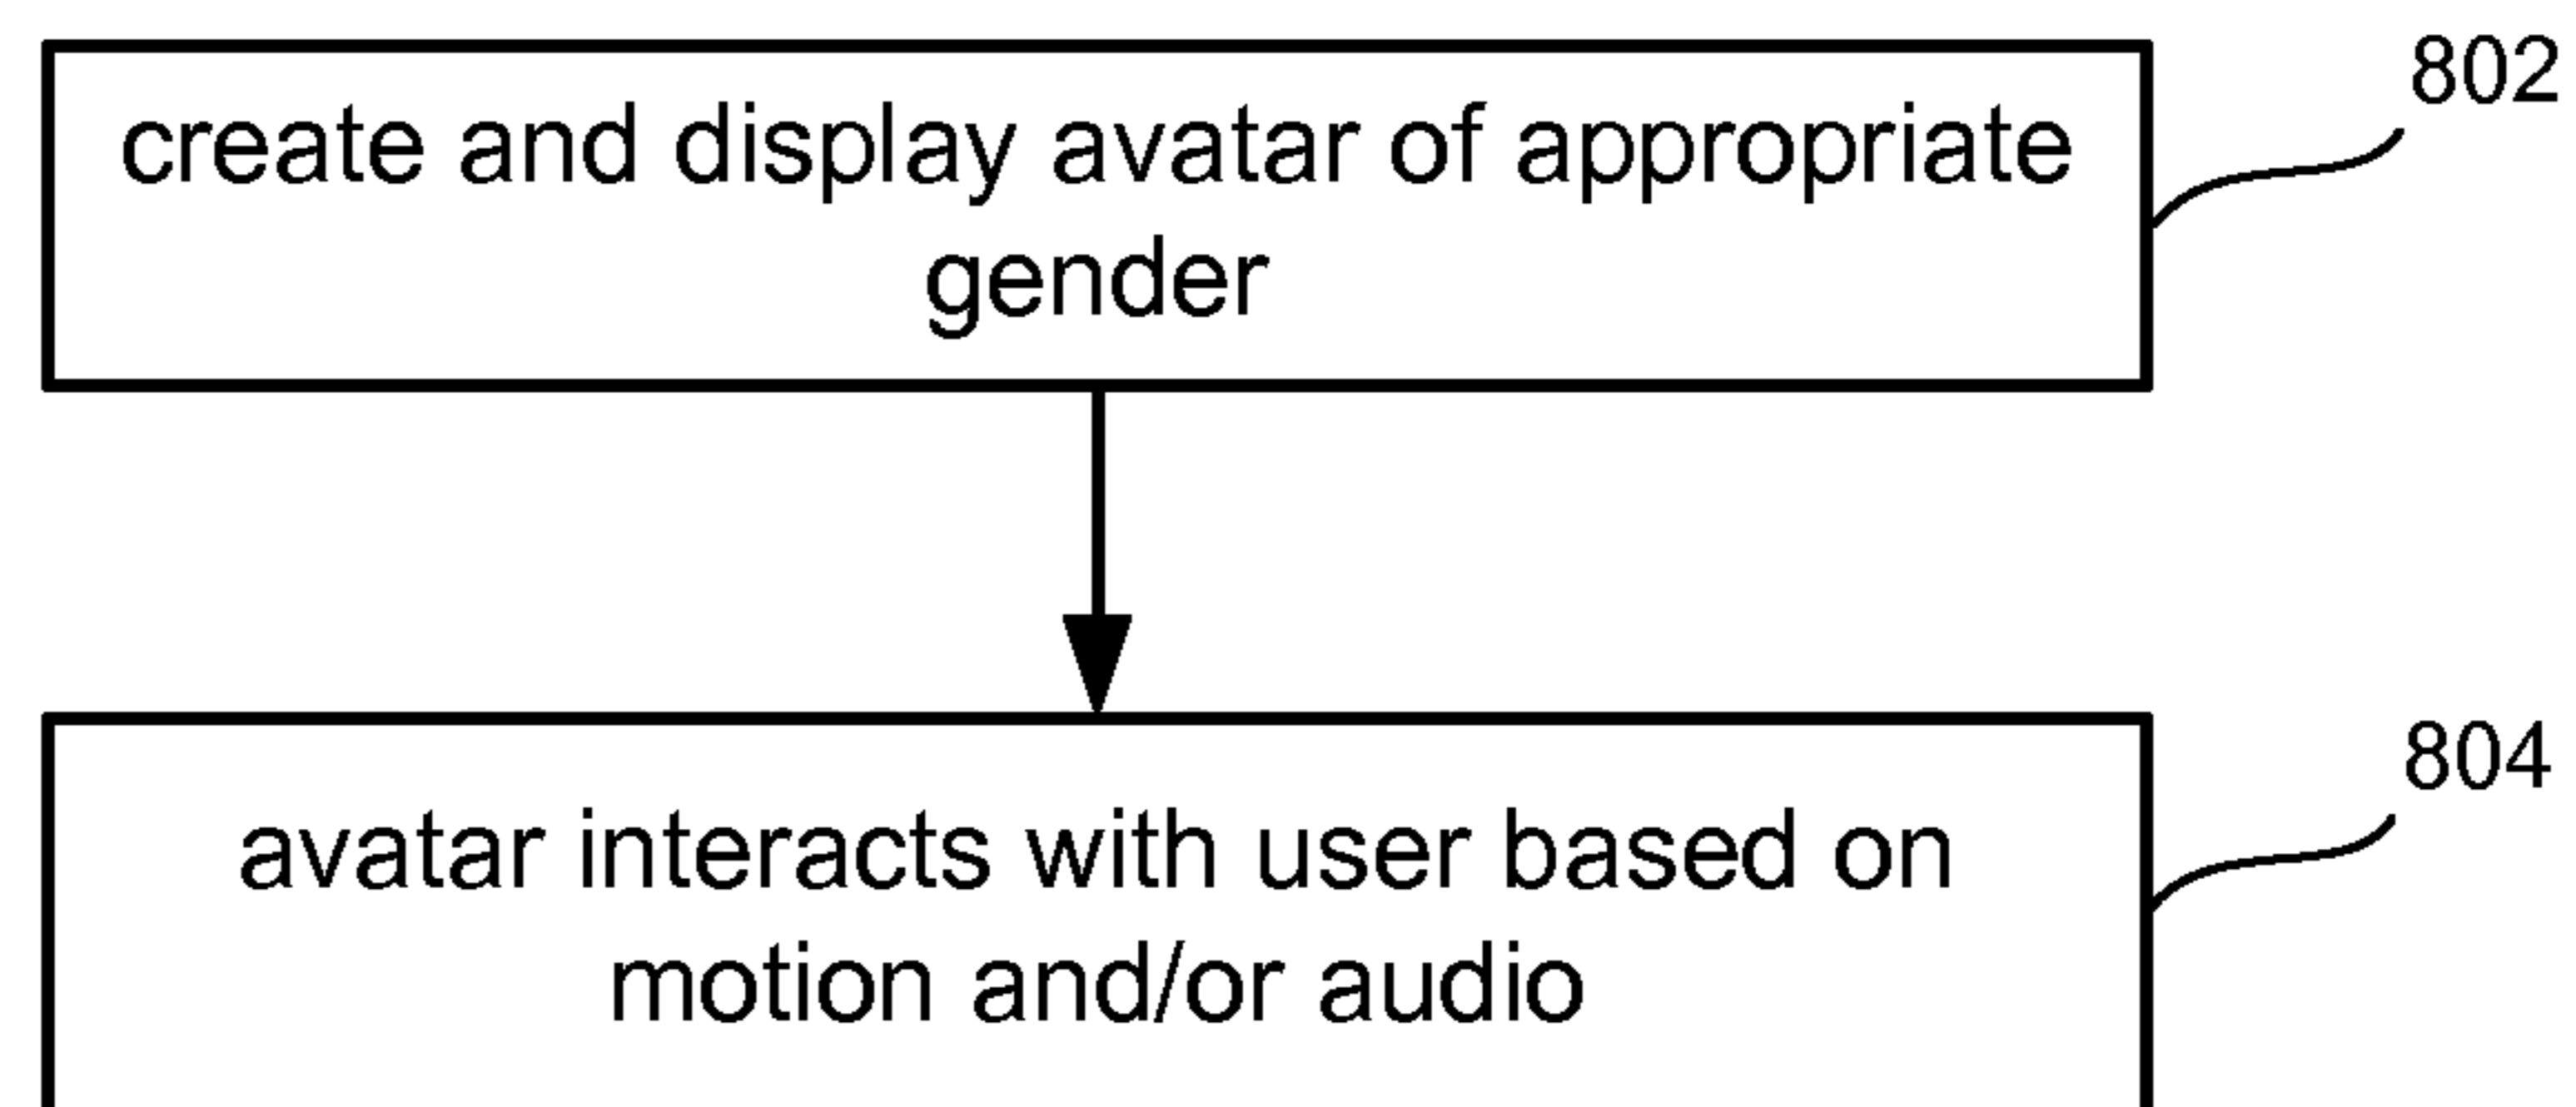 802
create and display avatar of appropriate
gender
804
avatar interacts with user based on
motion and/or audio